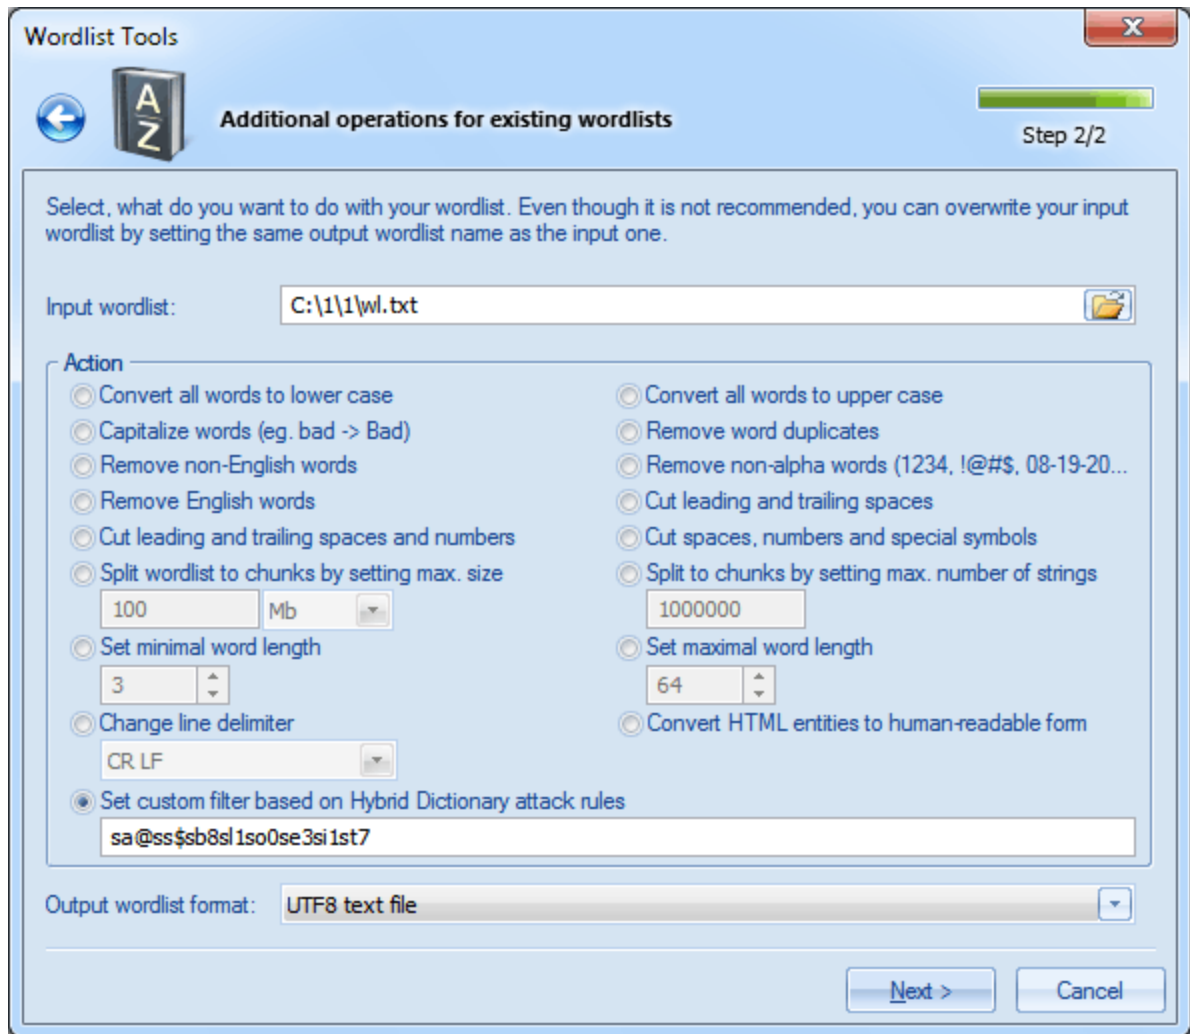 Wordlist Tools
Additional operations for existing wordlists
Step 2/2
Select, what do you want to do with your wordlist. Even though it is not recommended, you can overwrite your input
wordlist by setting the same output wordlist name as the input one.
Input wordlist: C:\1\1\wl.txt
Action
Convert all words to lower case Convert all words to upper case
Capitalize words (eg. bad -> Bad) Remove word duplicates
Remove non-English words Remove non-alpha words (1234, !@#$, 08-19-20...
Remove English words Cut leading and trailing spaces
Cut leading and trailing spaces and numbers Cut spaces, numbers and special symbols
Split wordlist to chunks by setting max. size Split to chunks by setting max. number of strings
100 Mb 1000000
Set minimal word length Set maximal word length
3 64
Change line delimiter Convert HTML entities to human-readable form
CR LF
Set custom filter based on Hybrid Dictionary attack rules
sa@ss$sb8sl1so0se3si1st7
Output wordlist format: UTF8 text file
Next > Cancel
A
Z